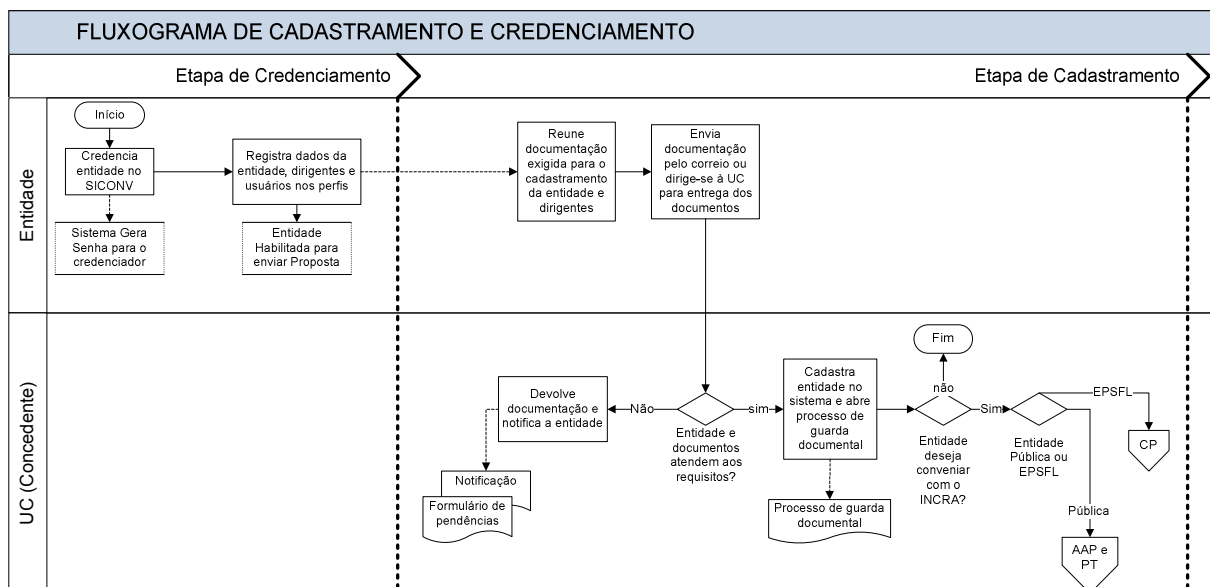 FLUXOGRAMA DE CADASTRAMENTO E CREDENCIAMENTO
Etapa de Credenciamento
Etapa de Cadastramento
Entidade
Início
Credencia
entidade no
SICONV
Registra dados da
entidade, dirigentes e
usuários nos perfis
Reune
documentação
exigida para o
cadastramento
da entidade e
dirigentes
Envia
documentação
pelo correio ou
dirige-se à UC
para entrega dos
documentos
Sistema Gera
Senha para o
credenciador
Entidade
Habilitada para
enviar Proposta
UC (Concedente)
Devolve
documentação e
notifica a entidade
Não
sim
Entidade e
documentos
atendem aos
requisitos?
Cadastra
entidade no
sistema e abre
processo de
guarda
documental
Fim
não
Sim
Entidade
deseja
conveniar
com o
INCRA?
Entidade
Pública ou
EPSFL
EPSFL
CP
Pública
AAP e
PT
Notificação
Formulário de
pendências
Processo de guarda
documental